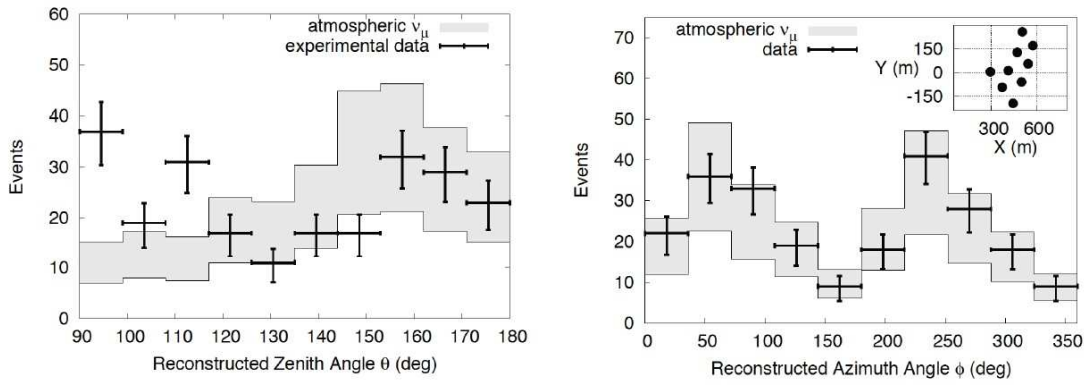 60
50
40
30
20
10
0
Events
atmospheric νμ
experimental data
90 100 110 120 130 140 150 160 170 180
Reconstructed Zenith Angle θ (deg)
70
60
50
40
30
20
10
0
Events
atmospheric νμ
data
150
Y (m) 0
-150
300 600
X (m)
0 50 100 150 200 250 300 350
Reconstructed Azimuth Angle ϕ (deg)